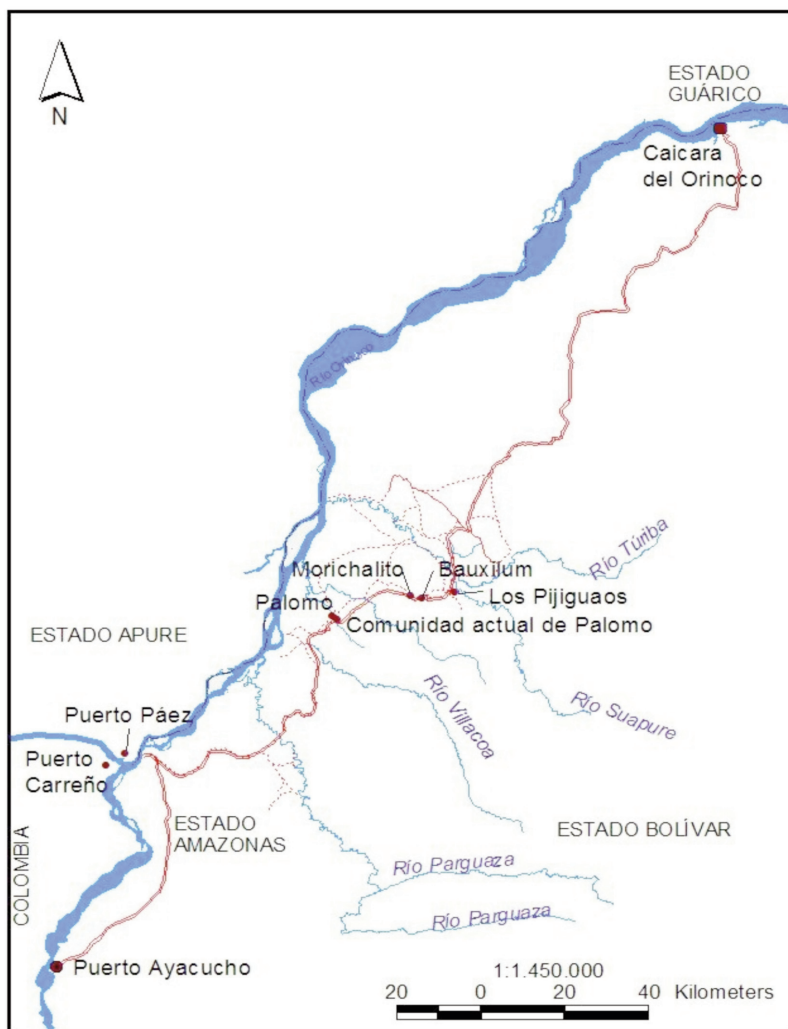 ESTADO
GUÁRICO
N
Caicara
del Orinoco
Río Orinoco
Río Túriba
Morichalito
Bauxilum
Los Pijiguaos
Palomo
Comunidad actual de Palomo
ESTADO APURE
Río Villacoa
Río Suapure
Puerto Páez
Puerto
Carreño
ESTADO
AMAZONAS
ESTADO BOLÍVAR
COLOMBIA
Río Parguaza
Río Parguaza
Puerto Ayacucho
1:1.450.000
20 0 20 40 Kilometers